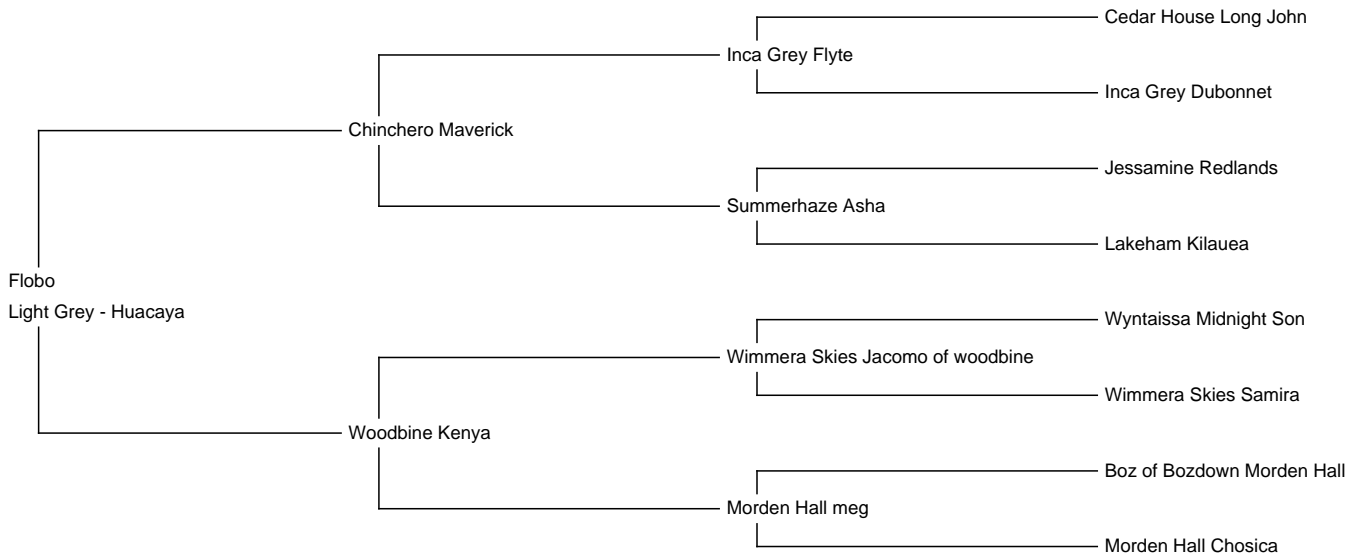 Cedar House Long John
Inca Grey Flyte
Inca Grey Dubonnet
Chinchero Maverick
Jessamine Redlands
Summerhaze Asha
Lakeham Kilauea
Flobo
Light Grey - Huacaya
Wyntaissa Midnight Son
Wimmera Skies Jacomo of woodbine
Wimmera Skies Samira
Woodbine Kenya
Boz of Bozdown Morden Hall
Morden Hall meg
Morden Hall Chosica